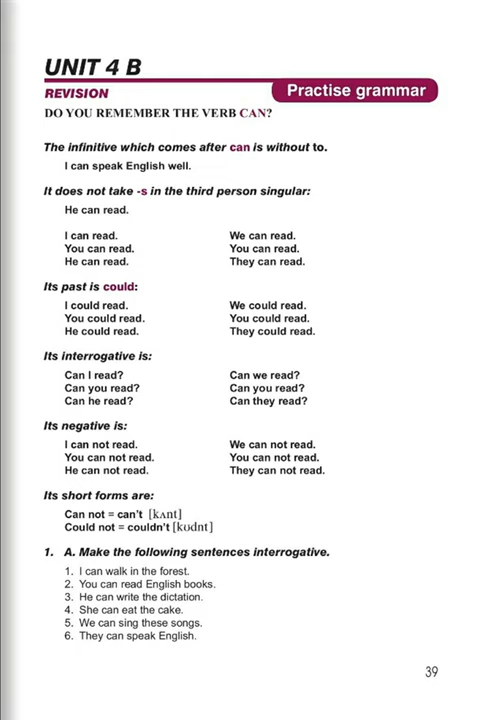 UNIT 4 B
REVISION
Practise grammar
DO YOU REMEMBER THE VERB CAN?
The infinitive which comes after can is without to.
I can speak English well.
It does not take -s in the third person singular:
He can read.
I can read. We can read.
You can read. You can read.
He can read. They can read.
Its past is could:
I could read. We could read.
You could read. You could read.
He could read. They could read.
Its interrogative is:
Can I read? Can we read?
Can you read? Can you read?
Can he read? Can they read?
Its negative is:
I can not read. We can not read.
You can not read. You can not read.
He can not read. They can not read.
Its short forms are:
Can not = can't [kʌnt]
Could not = couldn't [kʊdnt]
1. A. Make the following sentences interrogative.
1. I can walk in the forest.
2. You can read English books.
3. He can write the dictation.
4. She can eat the cake.
5. We can sing these songs.
6. They can speak English.
39